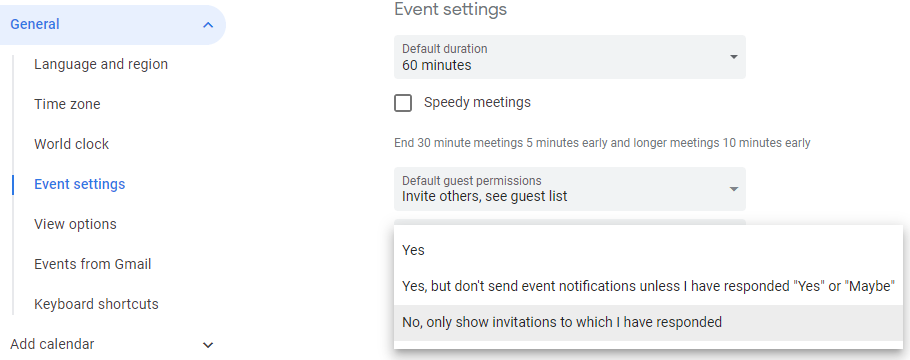 General
Language and region
Time zone
World clock
Event settings
View options
Events from Gmail
Keyboard shortcuts
Add calendar
Event settings
Default duration
60 minutes
Speedy meetings
End 30 minute meetings 5 minutes early and longer meetings 10 minutes early
Default guest permissions
Invite others, see guest list
Yes
Yes, but don't send event notifications unless I have responded "Yes" or "Maybe"
No, only show invitations to which I have responded